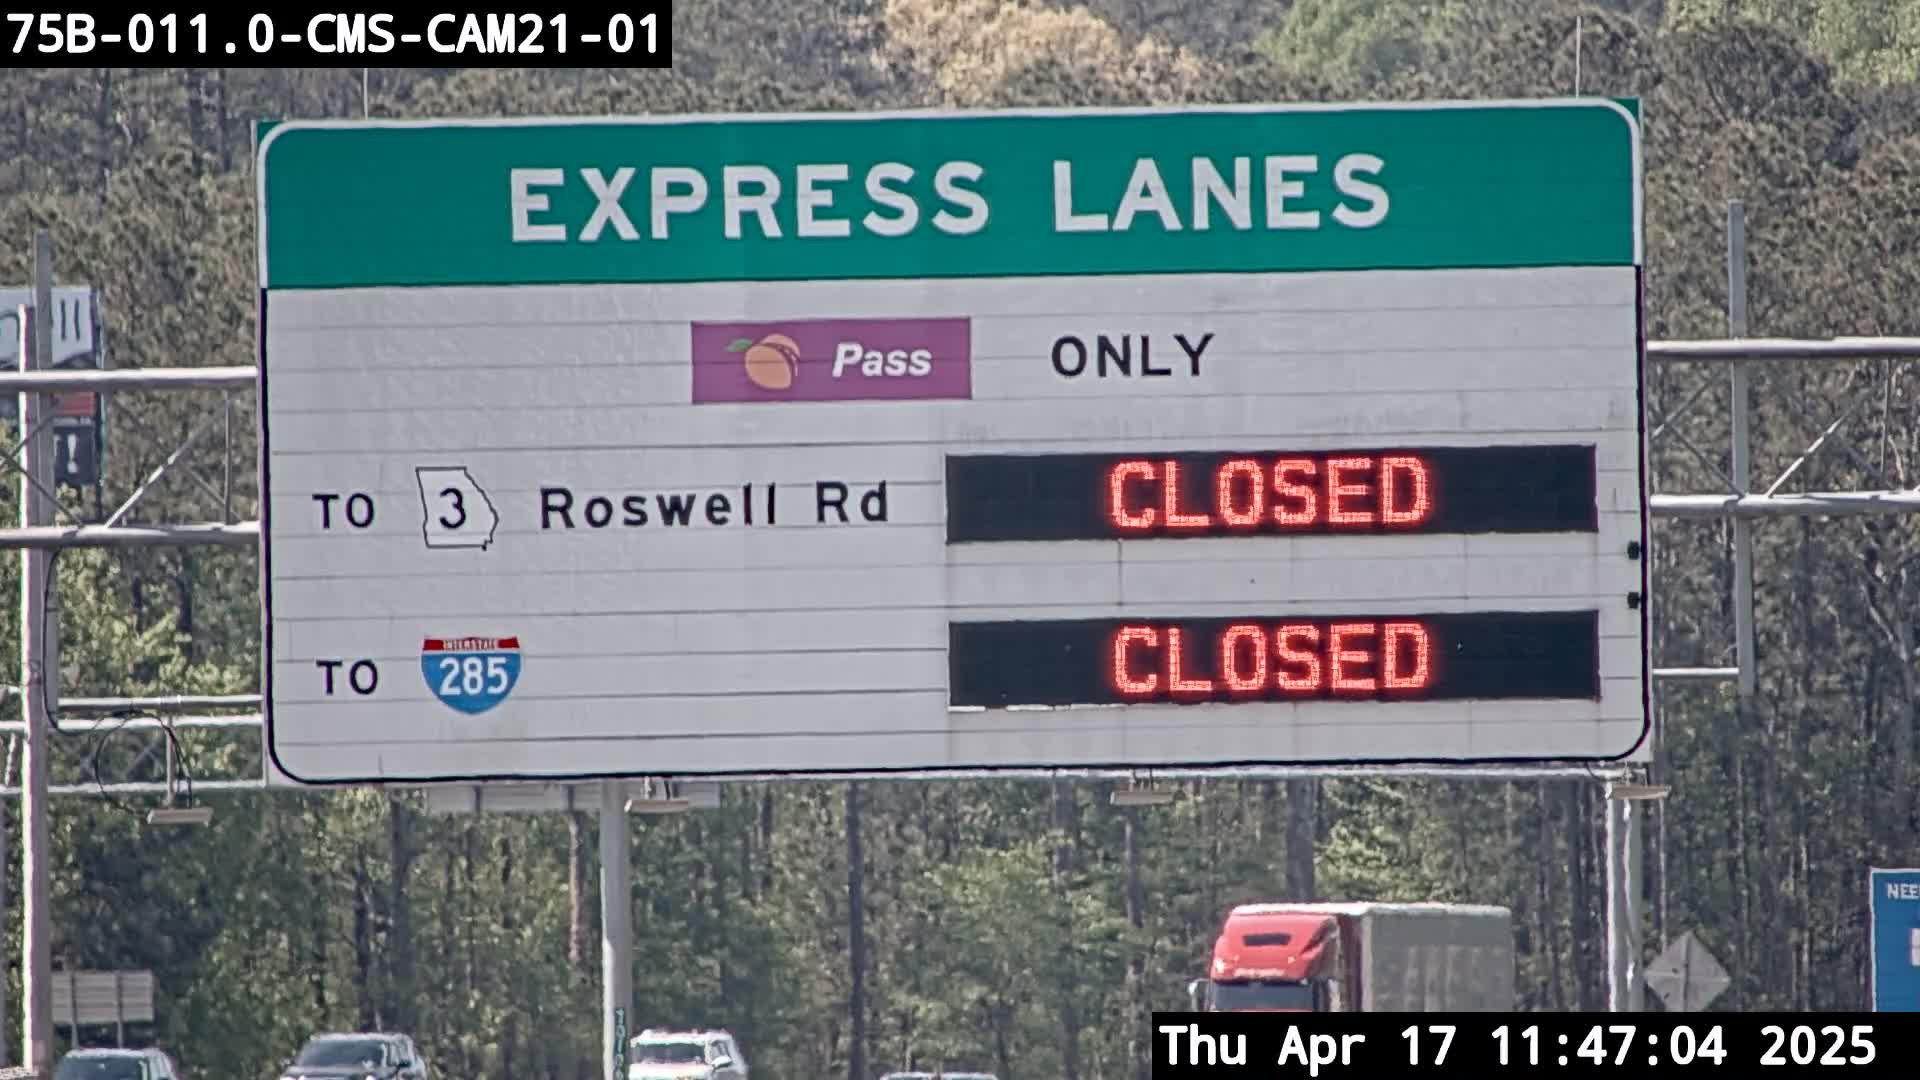 75B-011.0-CMS-CAM21-01
EXPRESS LANES
Pass ONLY
TO 3 Roswell Rd CLOSED
TO INTERSTATE 285 CLOSED
Thu Apr 17 11:47:04 2025